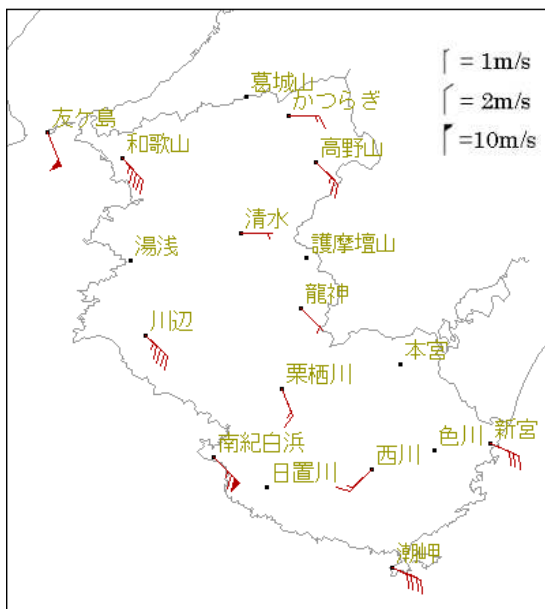 葛城山
= 1m/s
かつらぎ
= 2m/s
友ケ島
和歌山
高野山
=10m/s
清水
湯浅
護摩壇山
龍神
川辺
本宮
栗栖川
南紀白浜
日置川
西川
色川
新宮
潮岬